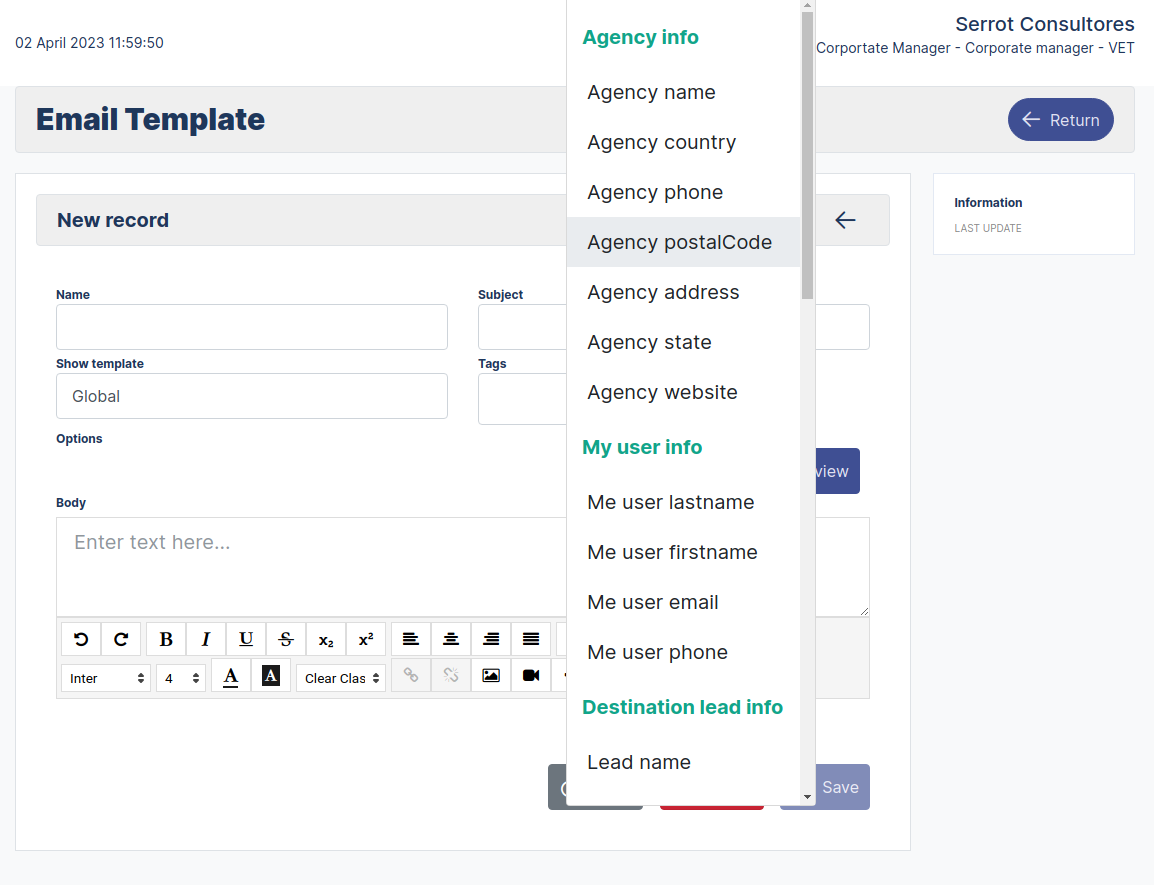 02 April 2023 11:59:50
Serrot Consultores
Corportate Manager - Corporate manager - VET
Email Template
Return
New record
Information
LAST UPDATE
Name
Subject
Show template
Tags
Global
Options
Body
Enter text here...
B I U S x₂ x²
Inter
4
A
A
Clear Clas
Save
Agency info
Agency name
Agency country
Agency phone
Agency postalCode
Agency address
Agency state
Agency website
My user info
Me user lastname
Me user firstname
Me user email
Me user phone
Destination lead info
Lead name